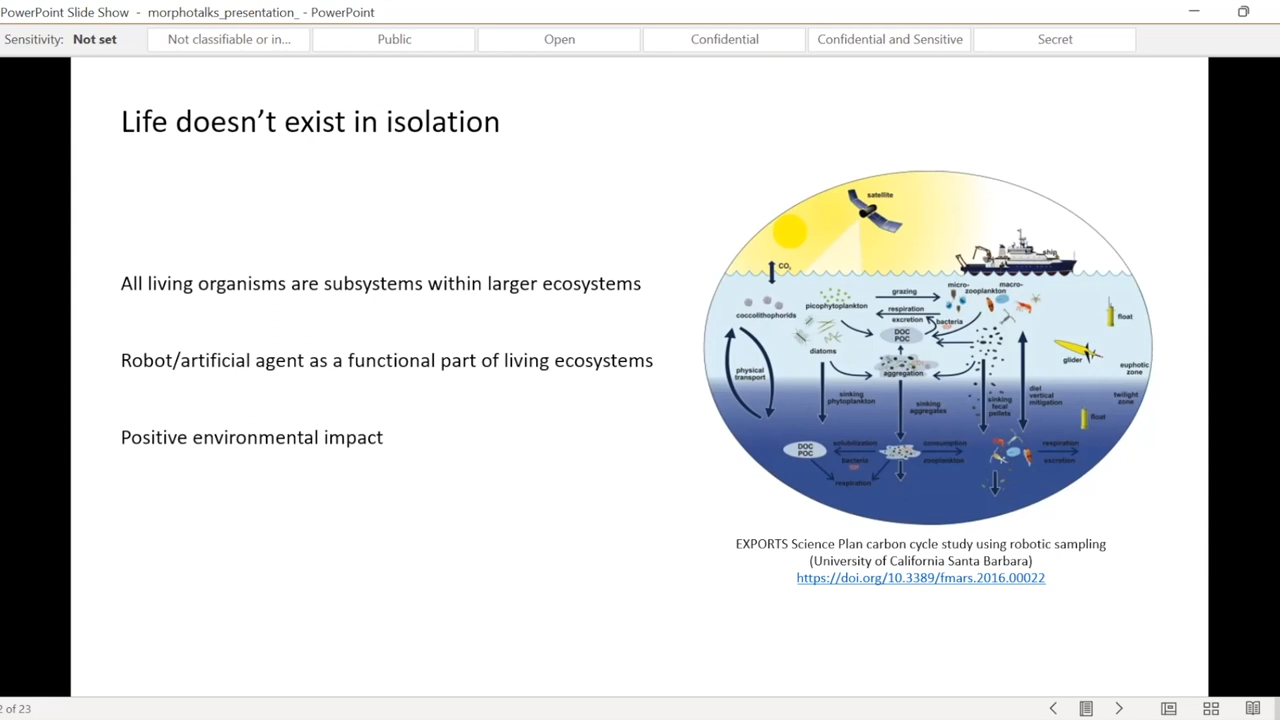 PowerPoint Slide Show - morphotalks_presentation_ - PowerPoint
Sensitivity: Not set
Not classifiable or in...
Public
Open
Confidential
Confidential and Sensitive
Secret
Life doesn't exist in isolation
All living organisms are subsystems within larger ecosystems
Robot/artificial agent as a functional part of living ecosystems
Positive environmental impact
satellite
ship
CO₂
coccolithophorids
picophytoplankton
grazing
respiration
excretion
bacteria
micro-
macro-
zooplankton
float
DOC
POC
diatoms
aggregation
glider
euphotic
zone
physical
transport
sinking
phytoplankton
sinking
aggregates
sinking
fecal
pellets
diel
vertical
mitigation
twilight
zone
float
DOC
POC
solubilization
bacteria
respiration
consumption
zooplankton
respiration
excretion
EXPORTS Science Plan carbon cycle study using robotic sampling
(University of California Santa Barbara)
https://doi.org/10.3389/fmars.2016.00022
2 of 23